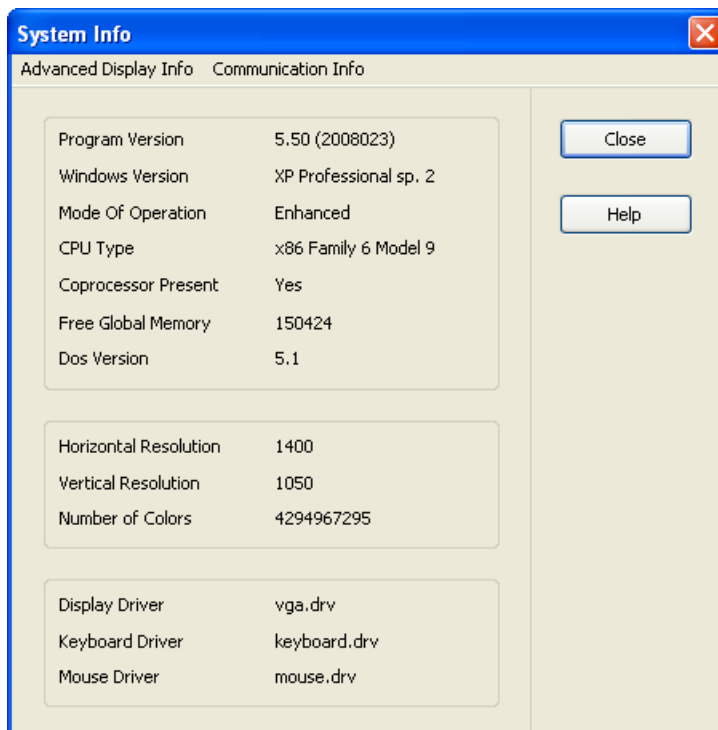 System Info
Advanced Display Info Communication Info
Program Version 5.50 (2008023)
Close
Windows Version XP Professional sp. 2
Mode Of Operation Enhanced
Help
CPU Type x86 Family 6 Model 9
Coprocessor Present Yes
Free Global Memory 150424
Dos Version 5.1
Horizontal Resolution 1400
Vertical Resolution 1050
Number of Colors 4294967295
Display Driver vga.drv
Keyboard Driver keyboard.drv
Mouse Driver mouse.drv